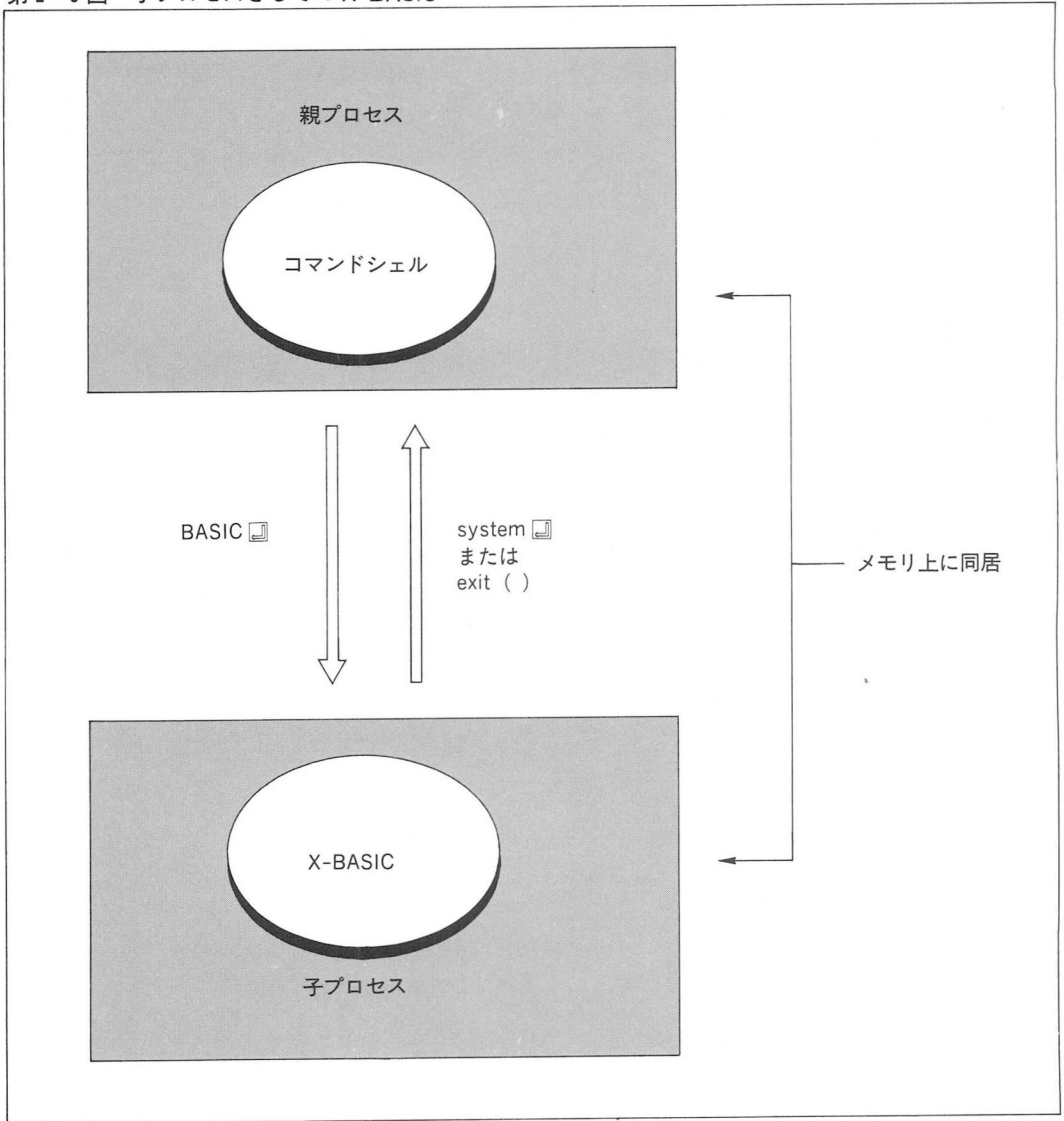 親プロセス
コマンドシェル
BASIC
system
または
exit ( )
メモリ上に同居
X-BASIC
子プロセス